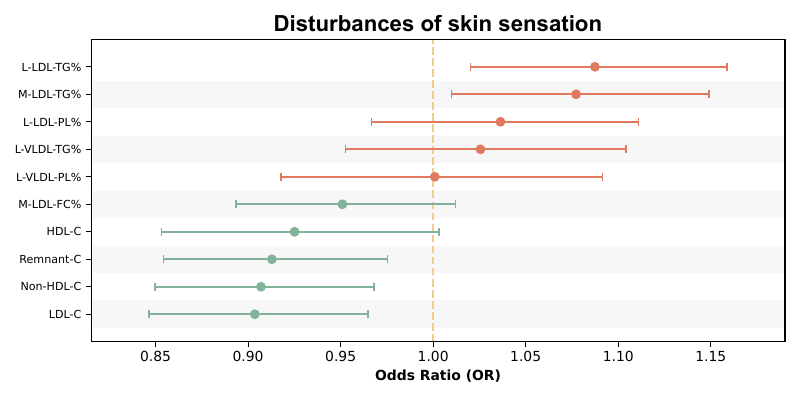 Disturbances of skin sensation
L-LDL-TG%
M-LDL-TG%
L-LDL-PL%
L-VLDL-TG%
L-VLDL-PL%
M-LDL-FC%
HDL-C
Remnant-C
Non-HDL-C
LDL-C
0.85 0.90 0.95 1.00 1.05 1.10 1.15
Odds Ratio (OR)